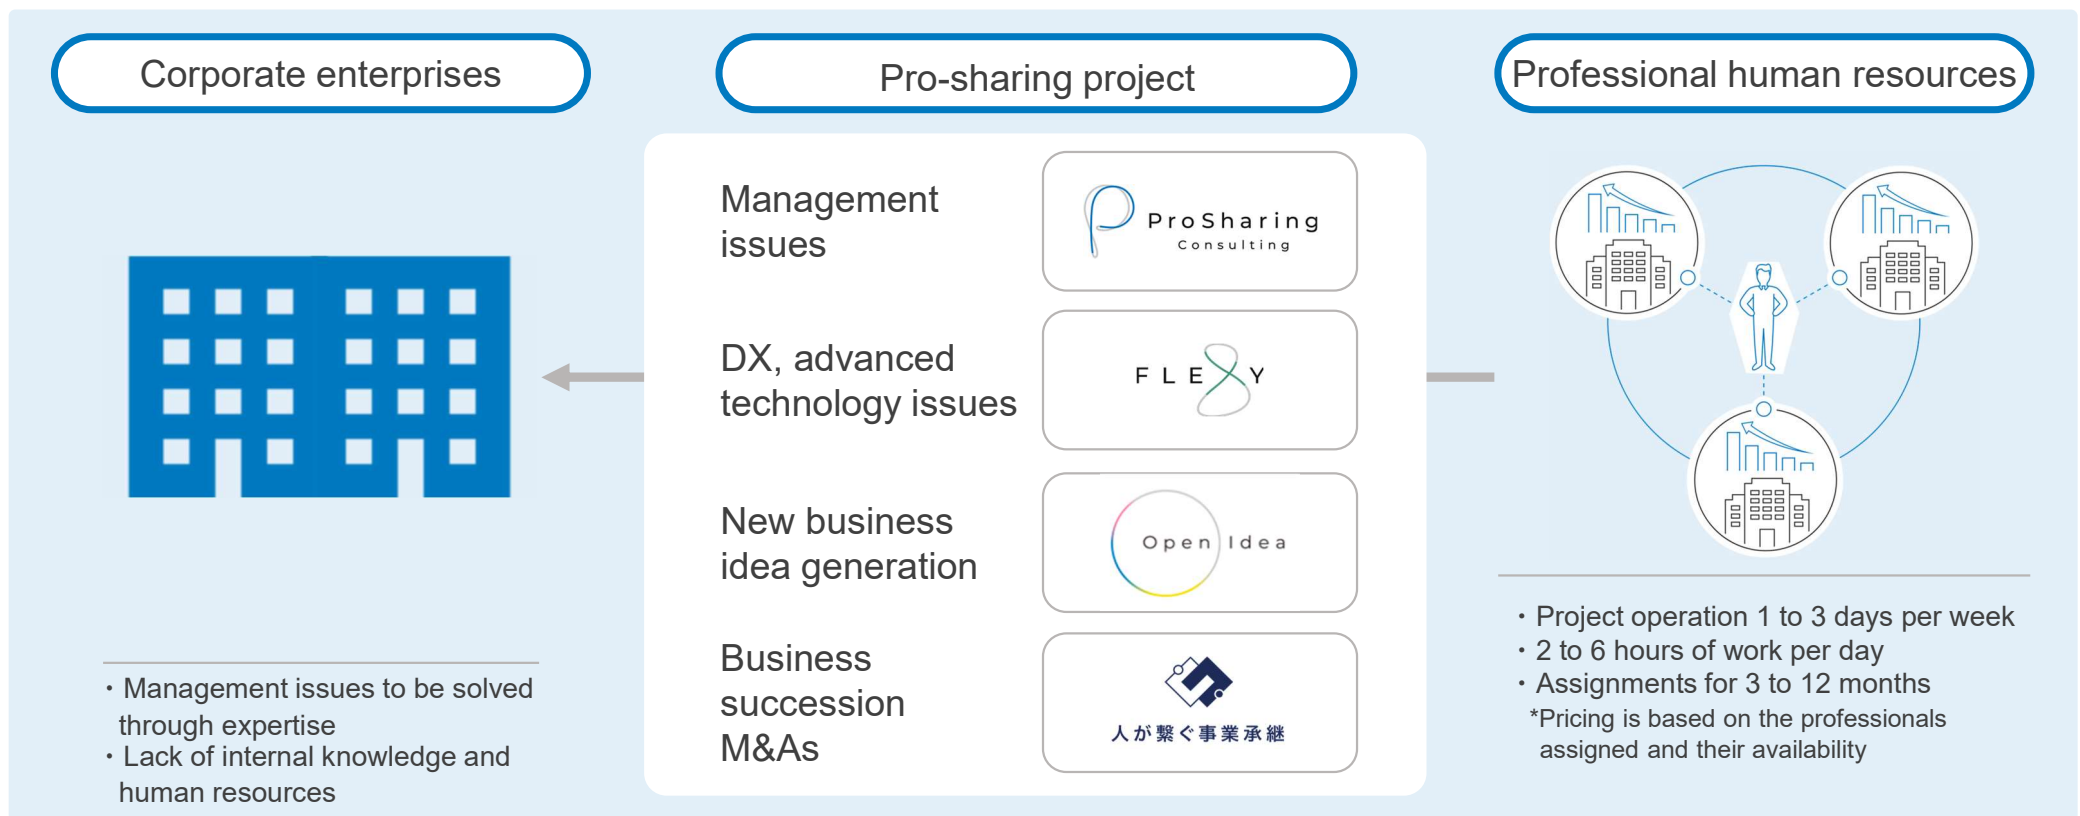 Corporate enterprises
・Management issues to be solved
through expertise
・Lack of internal knowledge and
human resources
Pro-sharing project
Management
issues
ProSharing
Consulting
DX, advanced
technology issues
FLEXY
New business
idea generation
Open Idea
Business
succession
M&As
人が繋ぐ事業承継
Professional human resources
・Project operation 1 to 3 days per week
・2 to 6 hours of work per day
・Assignments for 3 to 12 months
*Pricing is based on the professionals
assigned and their availability